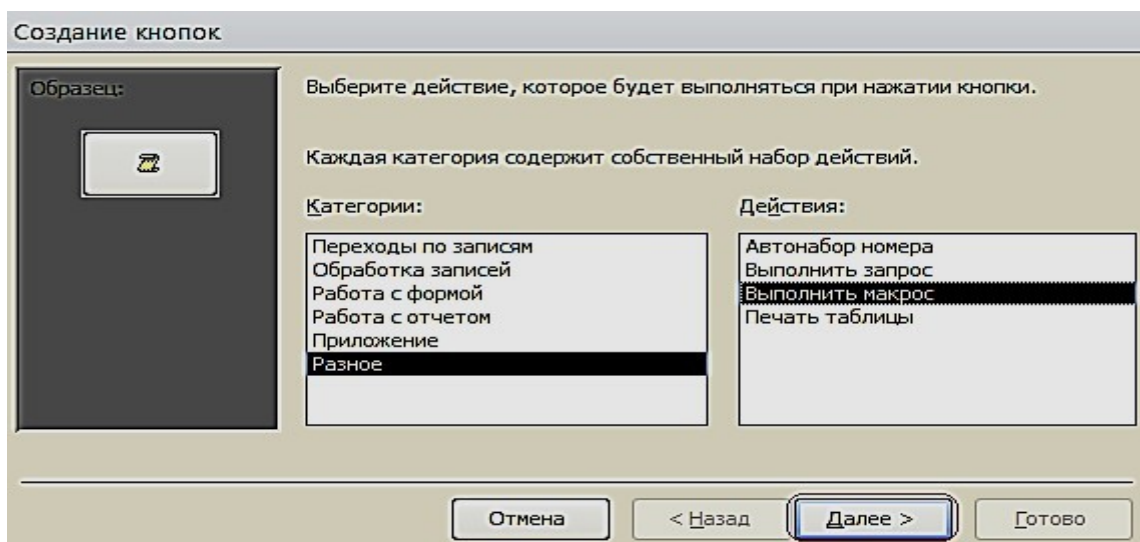 Создание кнопок
Образец:
Выберите действие, которое будет выполняться при нажатии кнопки.
Каждая категория содержит собственный набор действий.
Категории:
Переходы по записям
Обработка записей
Работа с формой
Работа с отчетом
Приложение
Разное
Действия:
Автонабор номера
Выполнить запрос
Выполнить макрос
Печать таблицы
Отмена
< Назад
Далее >
Готово